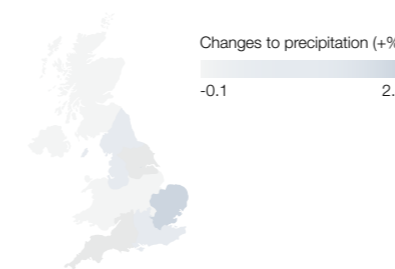 Changes to precipitation (+%
-0.1 2.